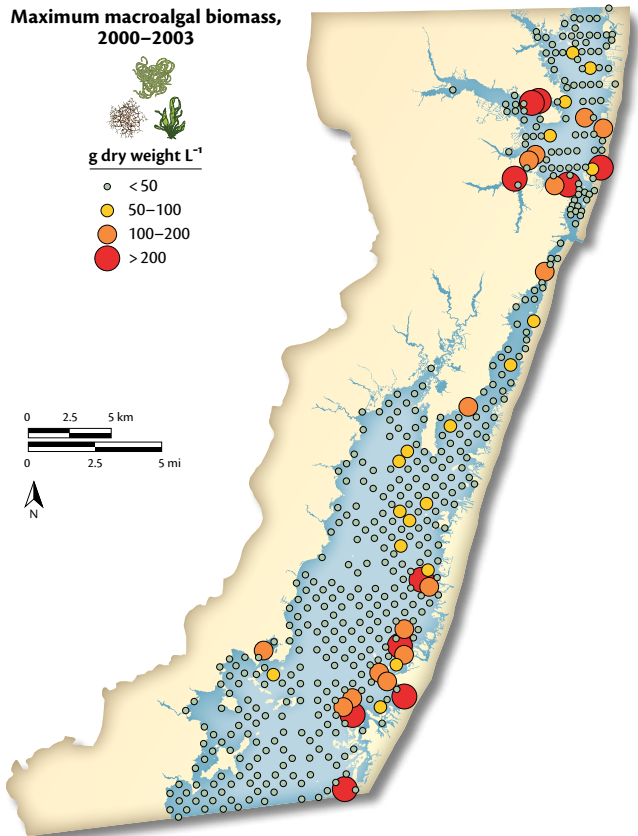 Maximum macroalgal biomass,
2000–2003
g dry weight L⁻¹
< 50
50–100
100–200
> 200
0 2.5 5 km
0 2.5 5 mi
N